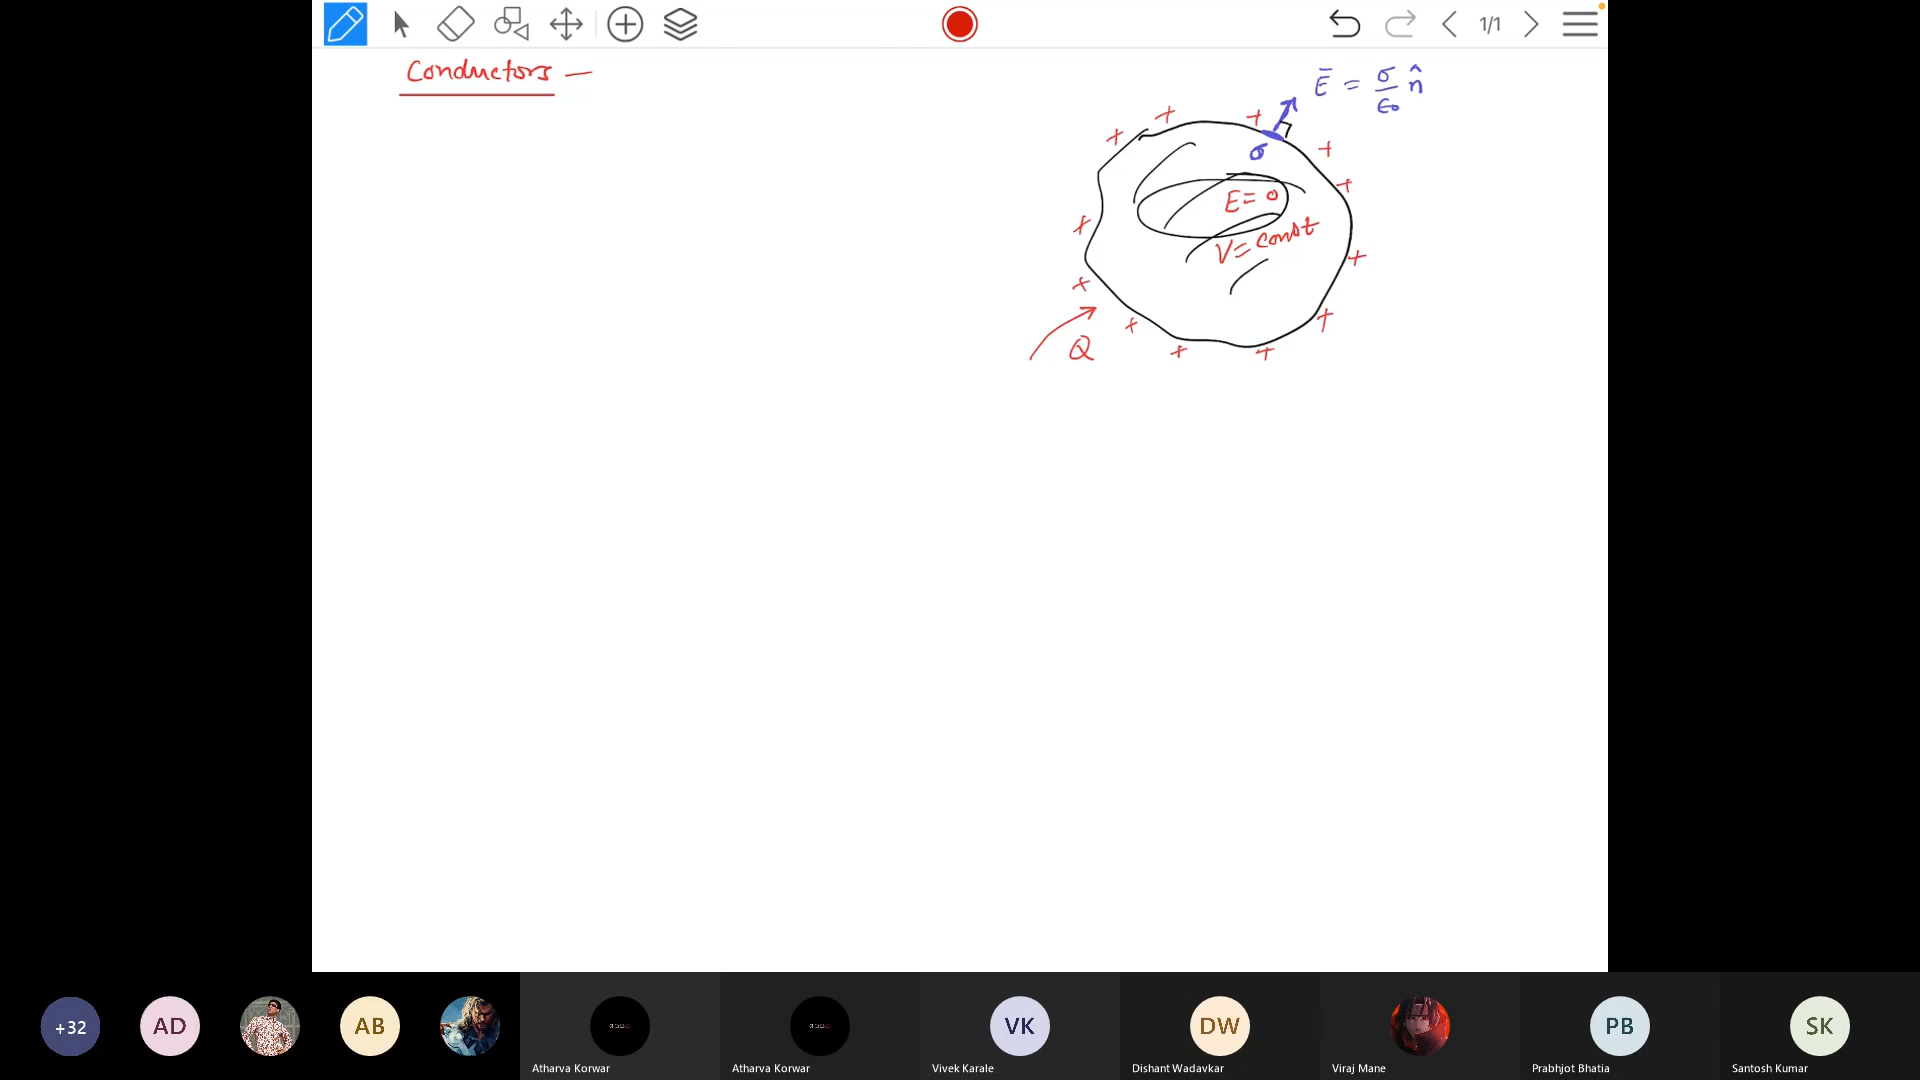 1/1
Conductors —
Ē = σ/ϵ₀ n̂
+ + + + + + + + + + + + +
σ
E = 0
V = const
Q
+32
AD
AB
VK
DW
PB
SK
Atharva Korwar
Atharva Korwar
Vivek Karale
Dishant Wadavkar
Viraj Mane
Prabhjot Bhatia
Santosh Kumar